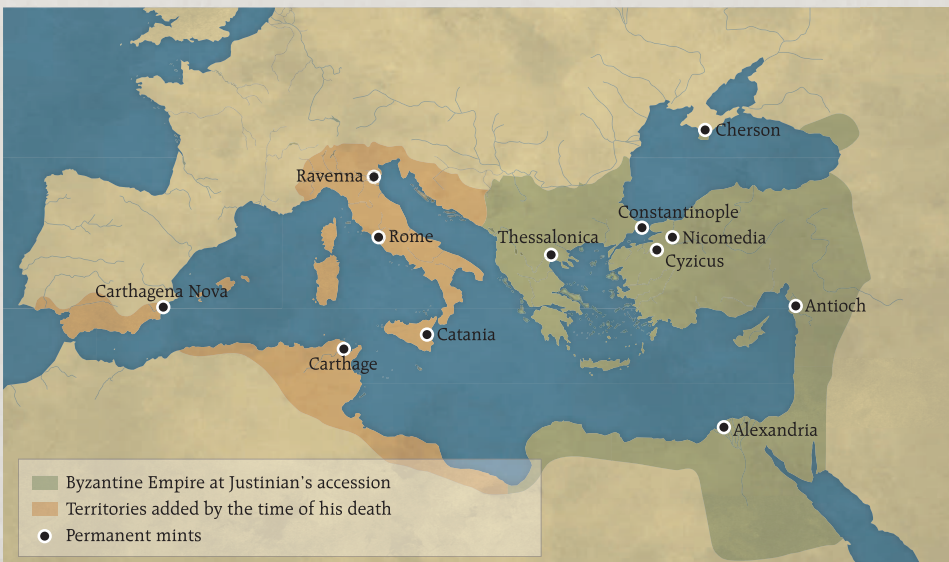 Cherson
Ravenna
Constantinople
Rome
Thessalonica
Nicomedia
Cyzicus
Carthagena Nova
Antioch
Catania
Carthage
Alexandria
Byzantine Empire at Justinian's accession
Territories added by the time of his death
Permanent mints